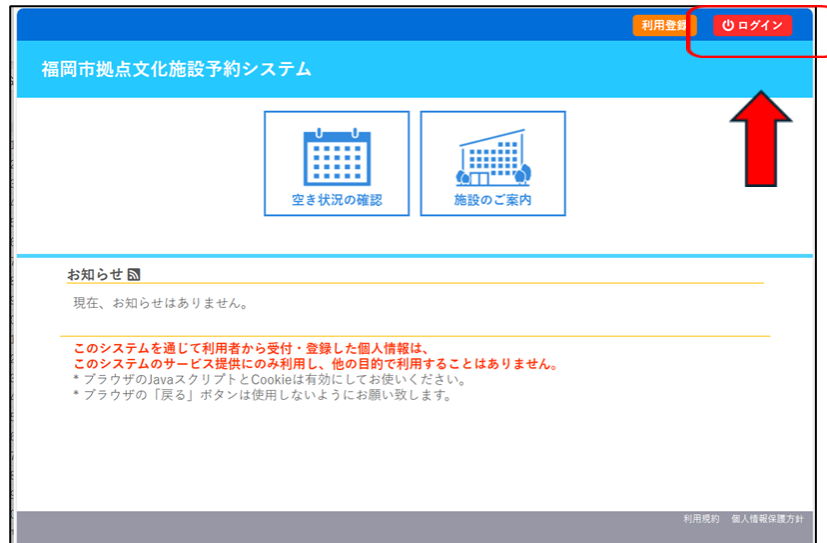 利用登録
ログイン
福岡市拠点文化施設予約システム
空き状況の確認
施設のご案内
お知らせ
現在、お知らせはありません。
このシステムを通じて利用者から受付・登録した個人情報は、
このシステムのサービス提供にのみ利用し、他の目的で利用することはありません。
* ブラウザのJavaスクリプトとCookieは有効にしてお使いください。
* ブラウザの「戻る」ボタンは使用しないようにお願い致します。
利用規約 個人情報保護方針